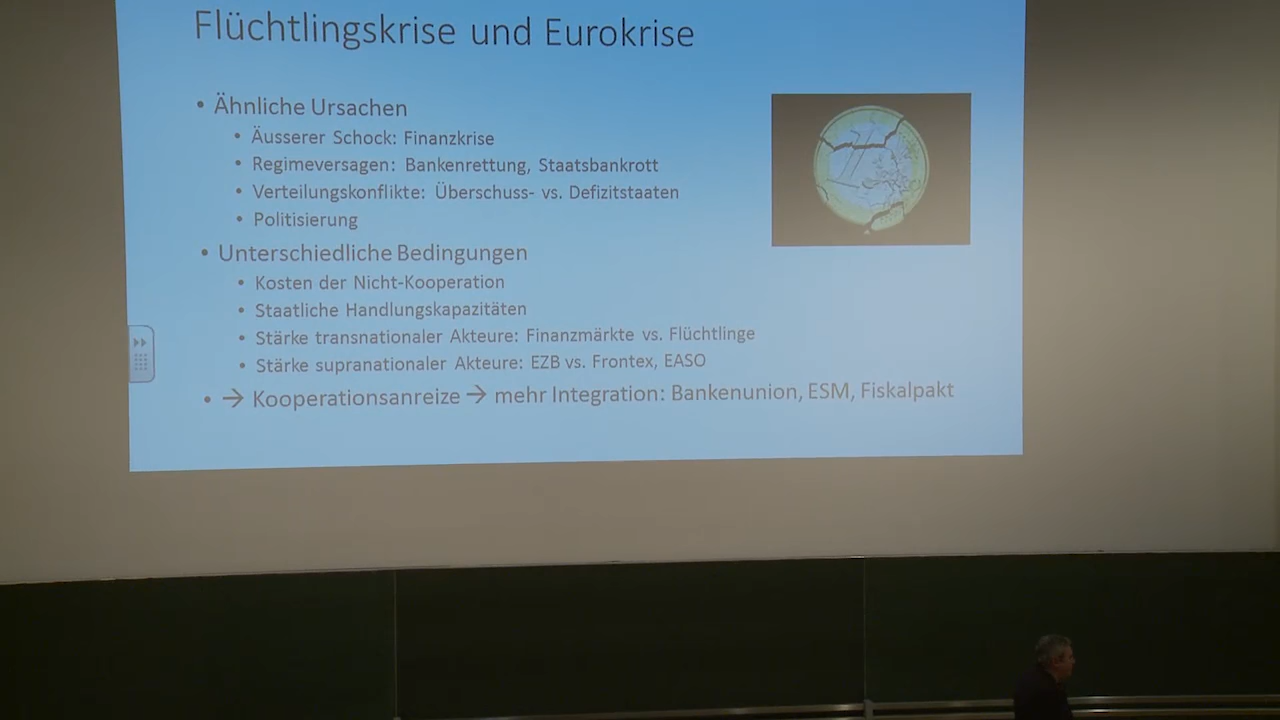 Flüchtlingskrise und Eurokrise
• Ähnliche Ursachen
• Äusserer Schock: Finanzkrise
• Regimeversagen: Bankenrettung, Staatsbankrott
• Verteilungskonflikte: Überschuss- vs. Defizitstaaten
• Politisierung
• Unterschiedliche Bedingungen
• Kosten der Nicht-Kooperation
• Staatliche Handlungskapazitäten
• Stärke transnationaler Akteure: Finanzmärkte vs. Flüchtlinge
• Stärke supranationaler Akteure: EZB vs. Frontex, EASO
• → Kooperationsanreize → mehr Integration: Bankenunion, ESM, Fiskalpakt